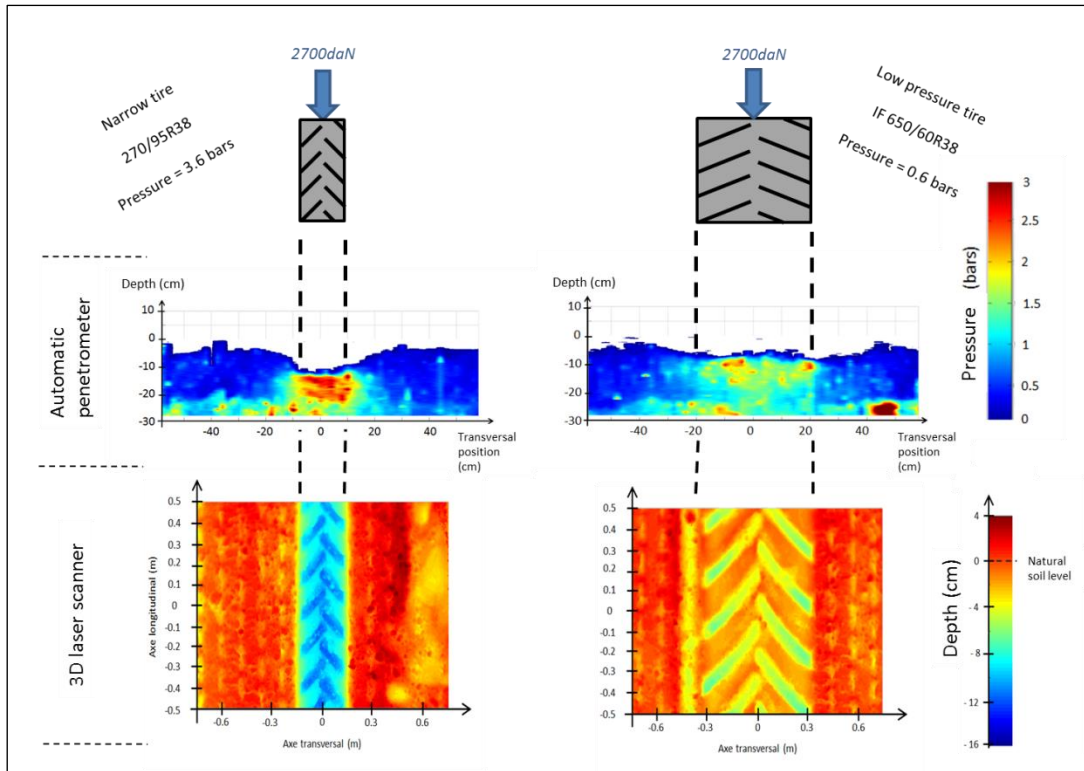 2700daN
2700daN
Narrow tire
270/95R38
Pressure = 3.6 bars
Low pressure tire
IF 650/60R38
Pressure = 0.6 bars
3
2.5
2
1.5
1
0.5
0
Pressure (bars)
Automatic
penetrometer
Depth (cm)
10
0
-10
-20
-30
-40
-20
0
20
40
Transversal
position
(cm)
Depth (cm)
10
0
-10
-20
-30
-40
-20
0
20
40
Transversal
position
(cm)
3D laser scanner
Axe longitudinal (m)
0.5
0.4
0.3
0.2
0.1
0
-0.1
-0.2
-0.3
-0.4
-0.5
-0.6
-0.3
0
0.3
0.6
Axe transversal (m)
0.5
0.4
0.3
0.2
0.1
0
-0.1
-0.2
-0.3
-0.4
-0.5
-0.6
-0.3
0
0.3
0.6
Axe transversal (m)
Depth (cm)
4
0
-4
-8
-12
-16
Natural
soil level